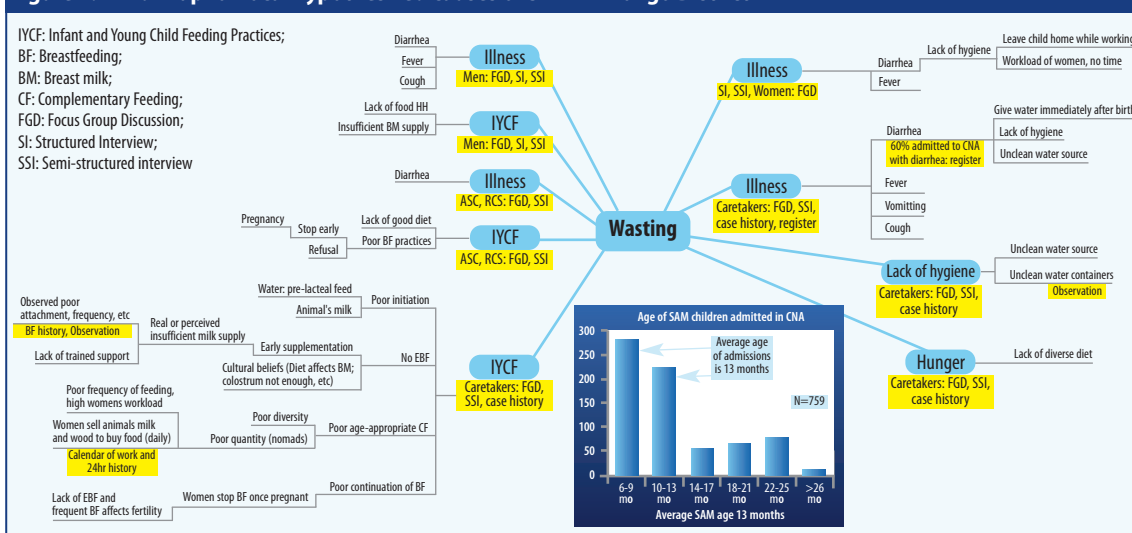 IYCF: Infant and Young Child Feeding Practices;
BF: Breastfeeding;
BM: Breast milk;
CF: Complementary Feeding;
FGD: Focus Group Discussion;
SI: Structured Interview;
SSI: Semi-structured interview
Diarrhea
Fever
Cough
Illness
Men: FGD, SI, SSI
Lack of food HH
Insufficient BM supply
IYCF
Men: FGD, SI, SSI
Diarrhea
Illness
ASC, RCS: FGD, SSI
Pregnancy
Stop early
Refusal
Lack of good diet
Poor BF practices
IYCF
ASC, RCS: FGD, SSI
Water: pre-lacteal feed
Animal's milk
Poor initiation
Observed poor
attachment, frequency, etc
BF history, Observation
Lack of trained support
Real or perceived
insufficient milk supply
Early supplementation
Cultural beliefs (Diet affects BM;
colostrum not enough, etc)
No EBF
IYCF
Caretakers: FGD,
SSI, case history
Poor frequency of feeding,
high womens workload
Women sell animals milk
and wood to buy food (daily)
Calendar of work and
24hr history
Poor diversity
Poor quantity (nomads)
Poor age-appropriate CF
Lack of EBF and
frequent BF affects fertility
Women stop BF once pregnant
Poor continuation of BF
Wasting
Illness
SI, SSI, Women: FGD
Diarrhea
Fever
Lack of hygiene
Leave child home while working
Workload of women, no time
Illness
Caretakers: FGD, SSI,
case history, register
Diarrhea
60% admitted to CNA
with diarrhea: register
Fever
Vomitting
Cough
Give water immediately after birth
Lack of hygiene
Unclean water source
Lack of hygiene
Caretakers: FGD, SSI,
case history
Unclean water source
Unclean water containers
Observation
Hunger
Caretakers: FGD, SSI,
case history
Lack of diverse diet
Age of SAM children admitted in CNA
300
250
200
150
100
50
0
Average age
of admissions
is 13 months
N=759
6-9 10-13 14-17 18-21 22-25 >26
mo mo mo mo mo mo
Average SAM age 13 months